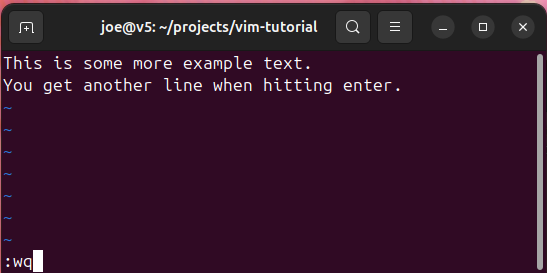 joe@v5: ~/projects/vim-tutorial
This is some more example text.
You get another line when hitting enter.
~
~
~
~
~
~
~
:wq